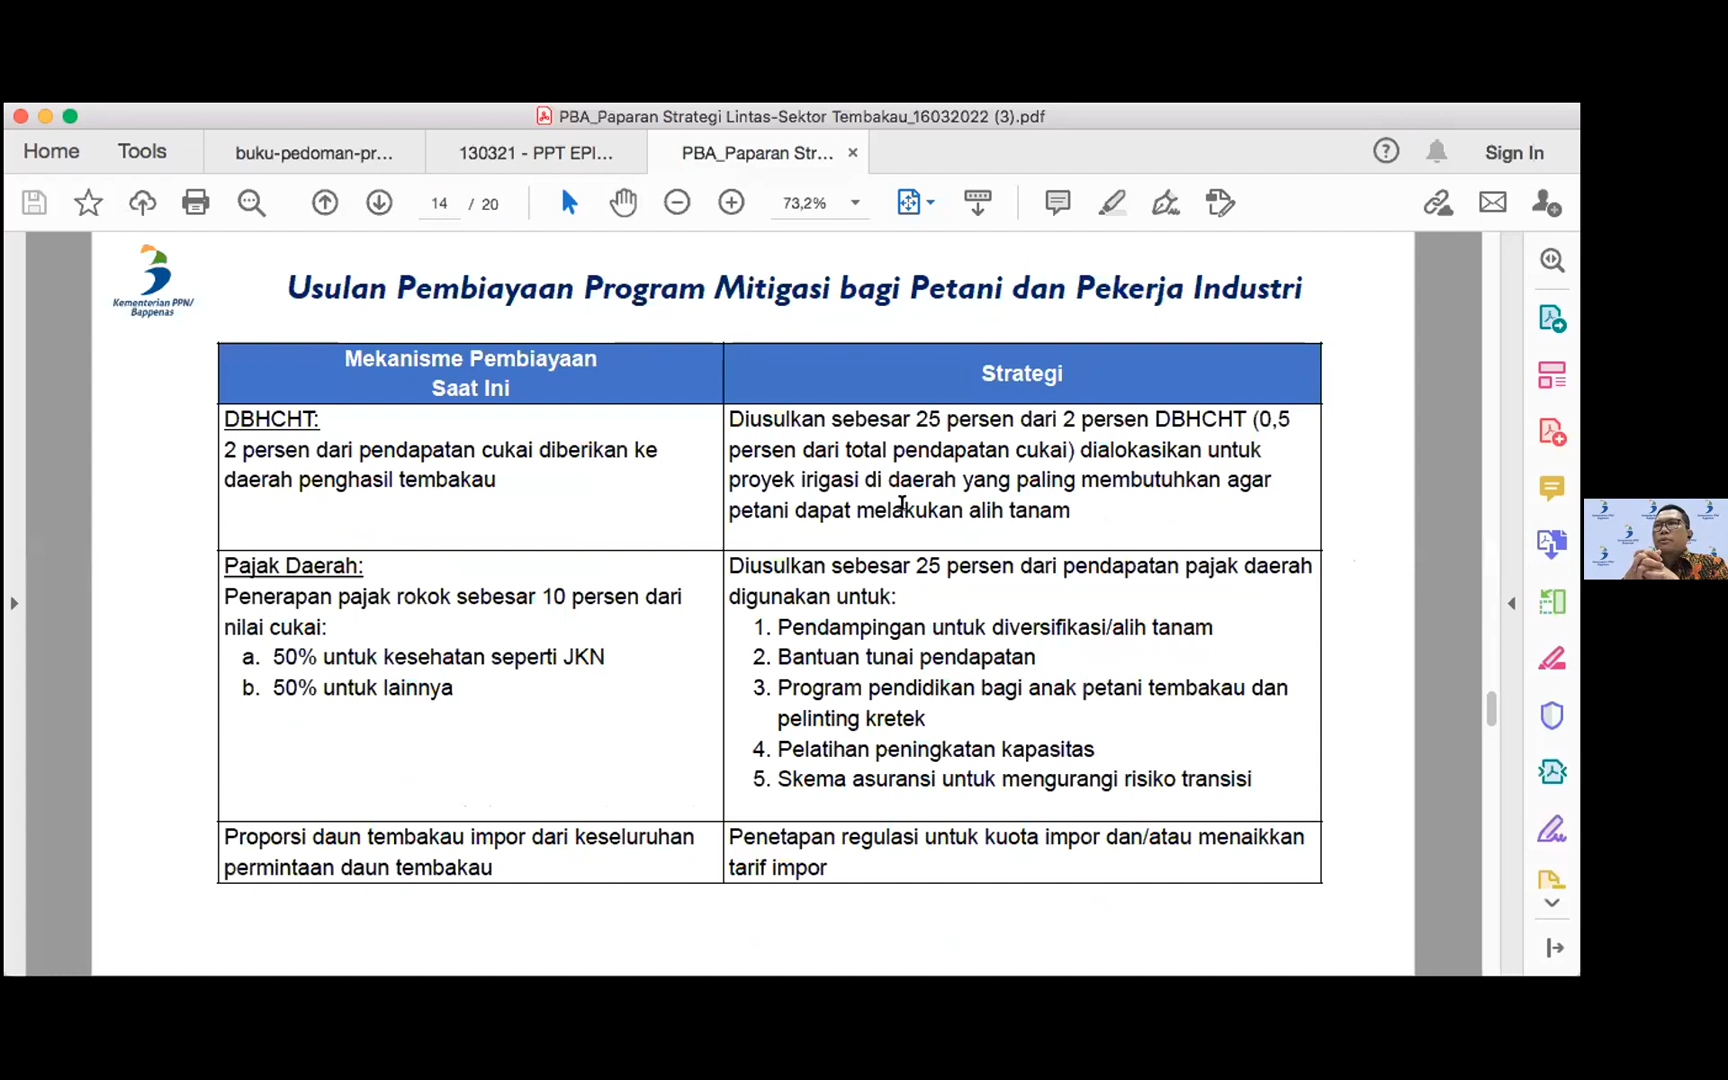 PBA_Paparan Strategi Lintas-Sektor Tembakau_16032022 (3).pdf
Home
Tools
buku-pedoman-pr...
130321 - PPT EPI...
PBA_Paparan Str...
Sign In
14 / 20
73,2%
Kementerian PPN/
Bappenas
Usulan Pembiayaan Program Mitigasi bagi Petani dan Pekerja Industri
Mekanisme Pembiayaan
Saat Ini
Strategi
DBHCHT:
2 persen dari pendapatan cukai diberikan ke
daerah penghasil tembakau
Diusulkan sebesar 25 persen dari 2 persen DBHCHT (0,5
persen dari total pendapatan cukai) dialokasikan untuk
proyek irigasi di daerah yang paling membutuhkan agar
petani dapat melakukan alih tanam
Pajak Daerah:
Penerapan pajak rokok sebesar 10 persen dari
nilai cukai:
a. 50% untuk kesehatan seperti JKN
b. 50% untuk lainnya
Diusulkan sebesar 25 persen dari pendapatan pajak daerah
digunakan untuk:
1. Pendampingan untuk diversifikasi/alih tanam
2. Bantuan tunai pendapatan
3. Program pendidikan bagi anak petani tembakau dan
pelinting kretek
4. Pelatihan peningkatan kapasitas
5. Skema asuransi untuk mengurangi risiko transisi
Proporsi daun tembakau impor dari keseluruhan
permintaan daun tembakau
Penetapan regulasi untuk kuota impor dan/atau menaikkan
tarif impor